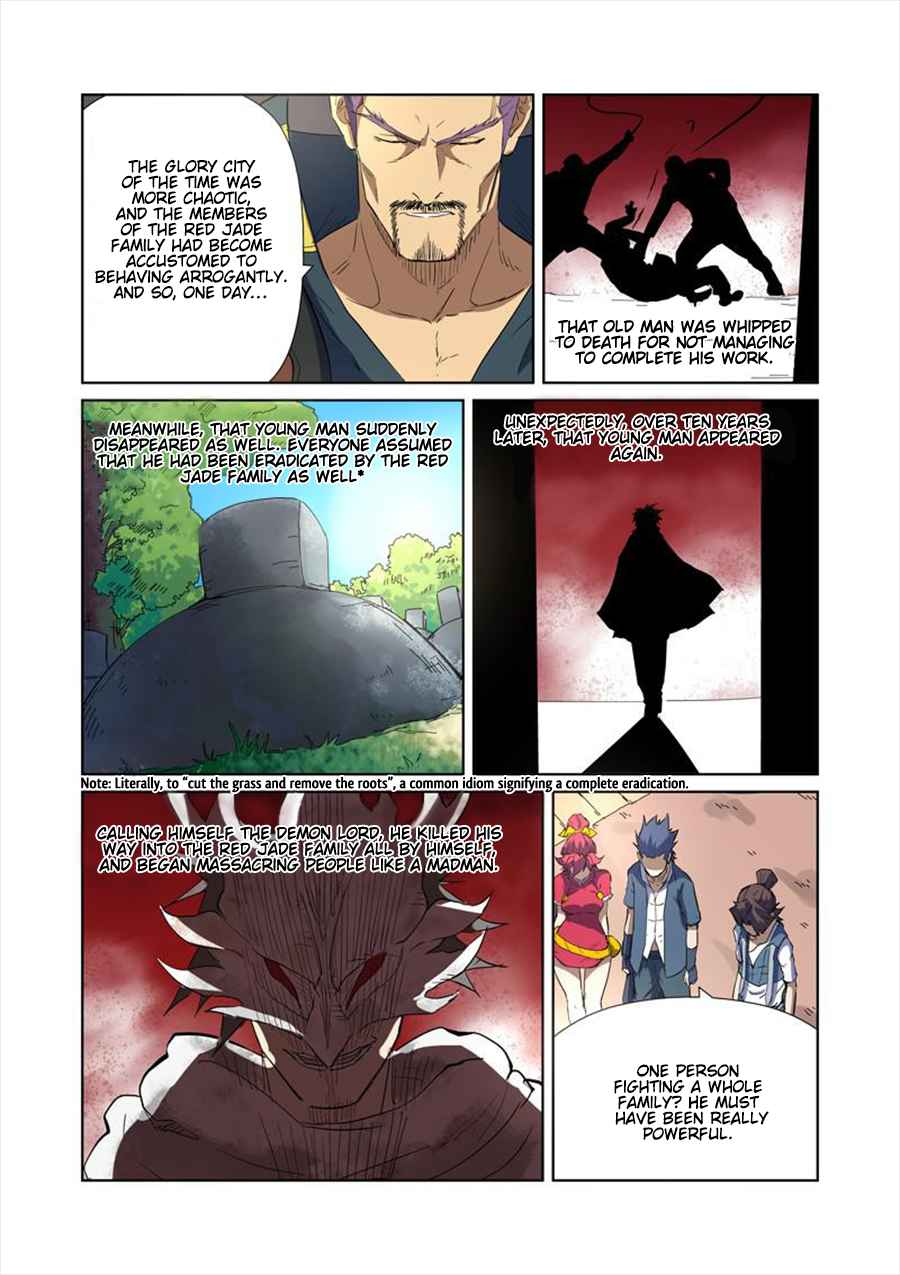 THE GLORY CITY
OF THE TIME WAS
MORE CHAOTIC,
AND THE MEMBERS
OF THE RED JADE
FAMILY HAD BECOME
ACCUSTOMED TO
BEHAVING ARROGANTLY.
AND SO, ONE DAY...
THAT OLD MAN WAS WHIPPED
TO DEATH FOR NOT MANAGING
TO COMPLETE HIS WORK.
MEANWHILE, THAT YOUNG MAN SUDDENLY
DISAPPEARED AS WELL. EVERYONE ASSUMED
THAT HE HAD BEEN ERADICATED BY THE RED
JADE FAMILY AS WELL*
UNEXPECTEDLY, OVER TEN YEARS
LATER, THAT YOUNG MAN APPEARED
AGAIN.
Note: Literally, to “cut the grass and remove the roots”, a common idiom signifying a complete eradication.
CALLING HIMSELF THE DEMON LORD, HE KILLED HIS
WAY INTO THE RED JADE FAMILY ALL BY HIMSELF,
AND BEGAN MASSACRING PEOPLE LIKE A MADMAN.
ONE PERSON
FIGHTING A WHOLE
FAMILY? HE MUST
HAVE BEEN REALLY
POWERFUL.